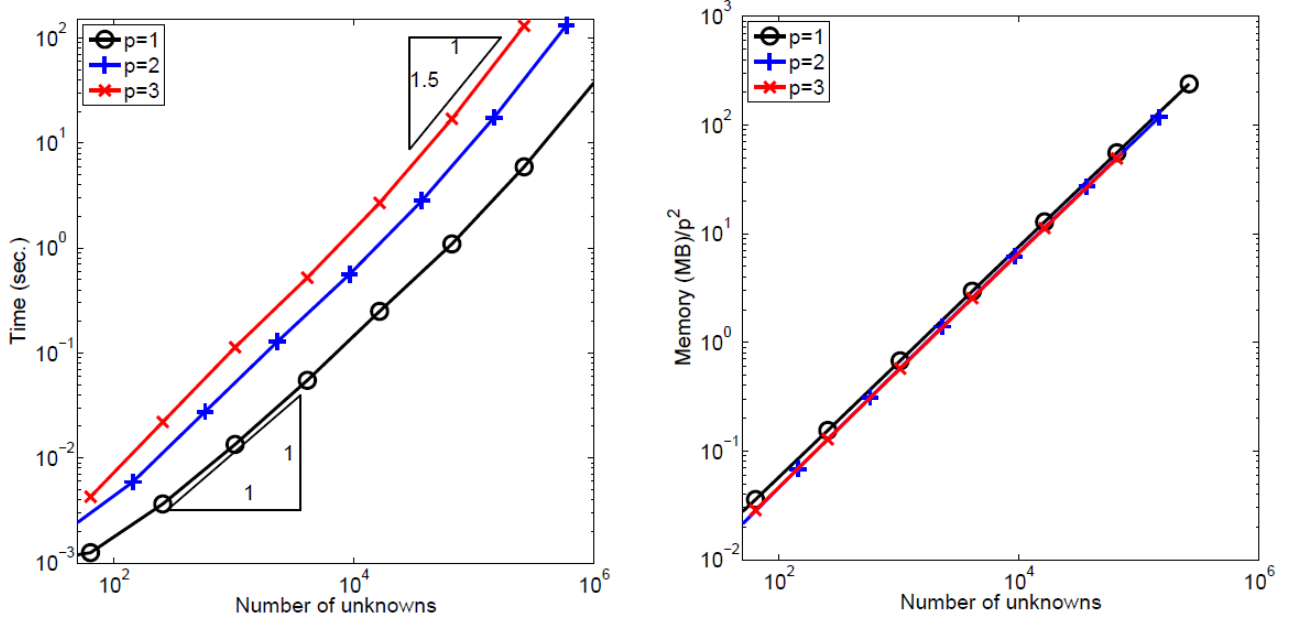 10^2
10^1
10^0
10^-1
10^-2
10^-3
Time (sec.)
p=1
p=2
p=3
1
1.5
1
1
10^2
10^4
10^6
Number of unknowns
10^3
10^2
10^1
10^0
10^-1
10^-2
Memory (MB)/p^2
p=1
p=2
p=3
10^2
10^4
10^6
Number of unknowns